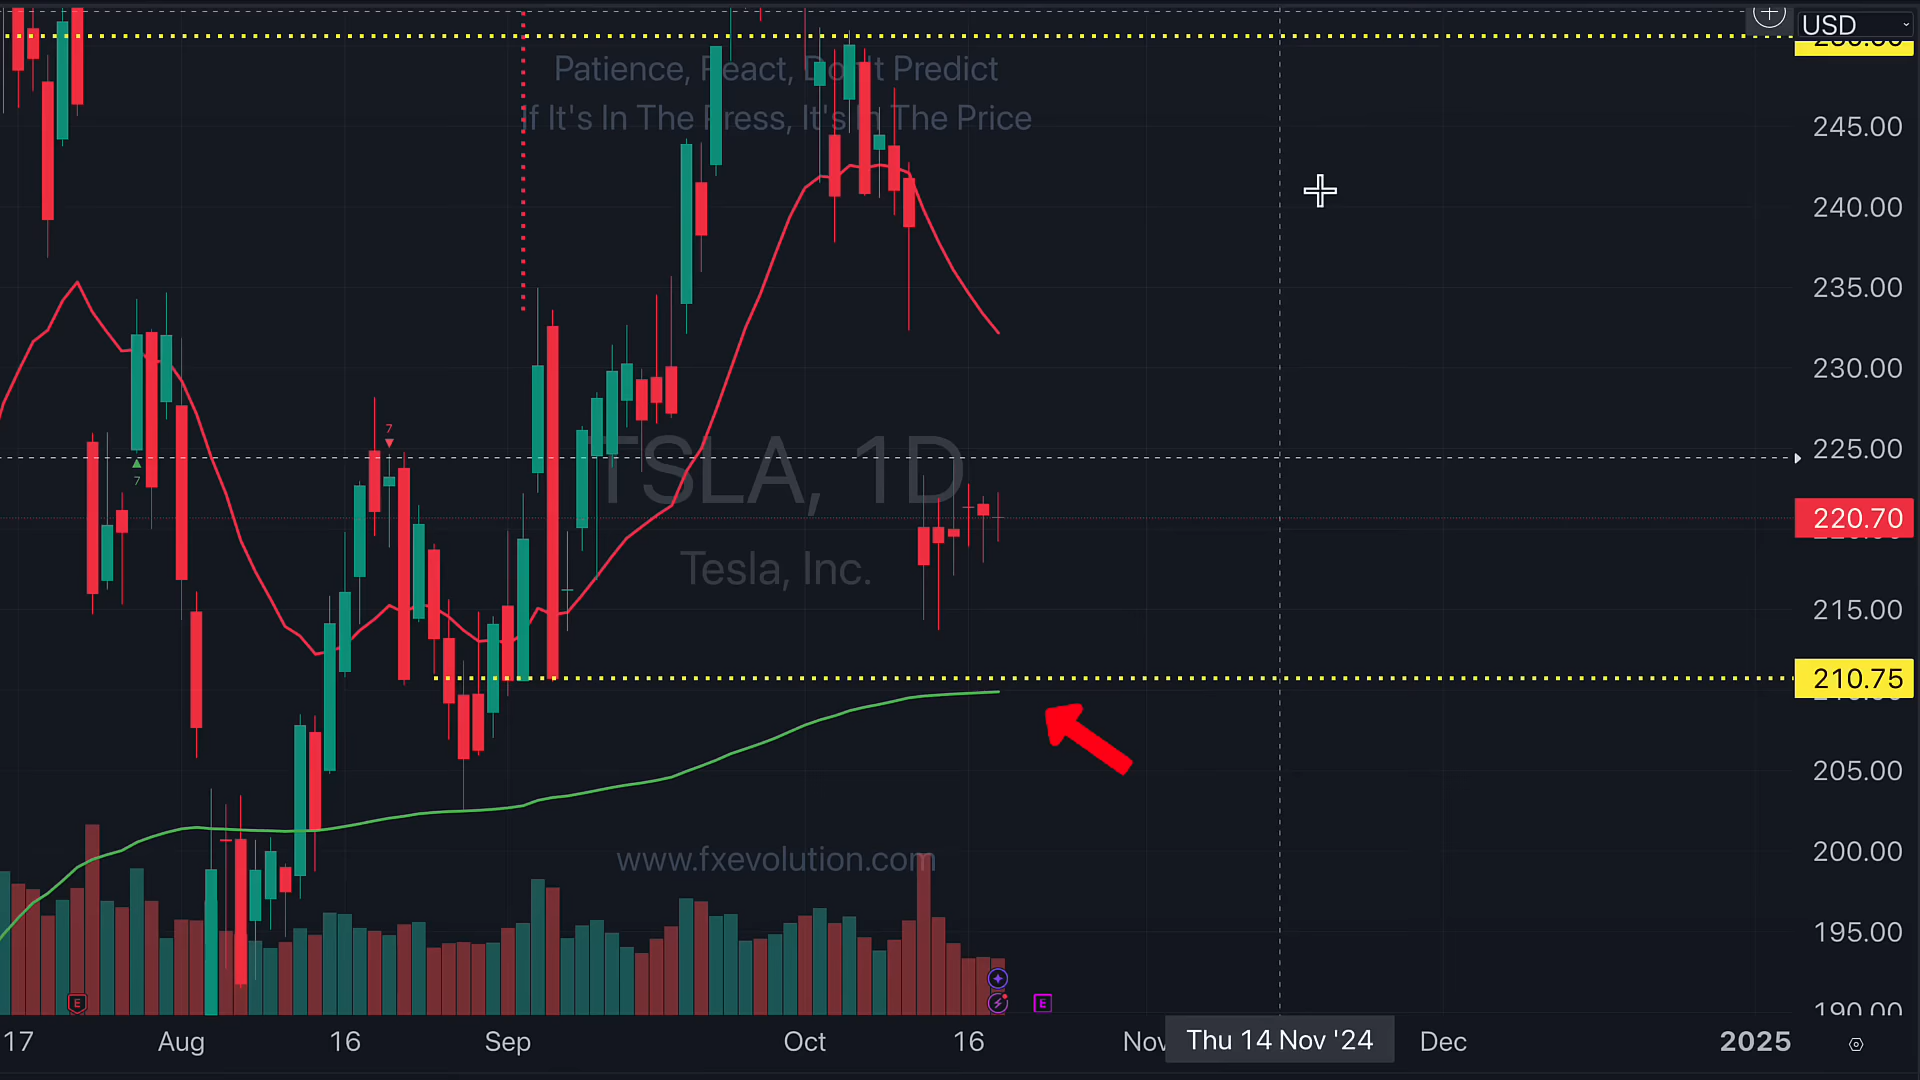 USD
Patience, React, Don't Predict
If It's In The Press, It's In The Price
245.00
240.00
235.00
230.00
7
225.00
7
TSLA, 1D
220.70
Tesla, Inc.
215.00
210.75
205.00
www.fxevolution.com
200.00
195.00
E
E
190.00
17 Aug 16 Sep Oct 16 Nov Thu 14 Nov '24 Dec 2025